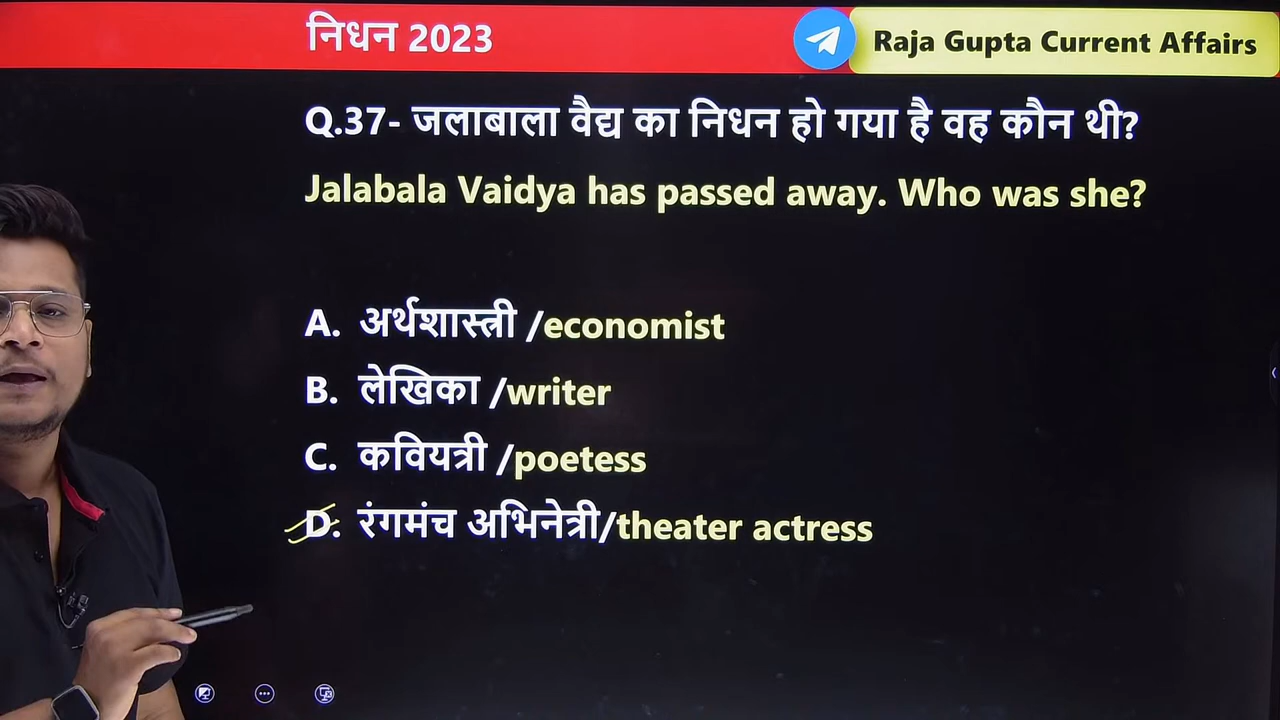 निधन 2023
Raja Gupta Current Affairs
Q.37- जलाबाला वैद्य का निधन हो गया है वह कौन थी?
Jalabala Vaidya has passed away. Who was she?
A. अर्थशास्त्री /economist
B. लेखिका /writer
C. कवियत्री /poetess
D. रंगमंच अभिनेत्री/theater actress